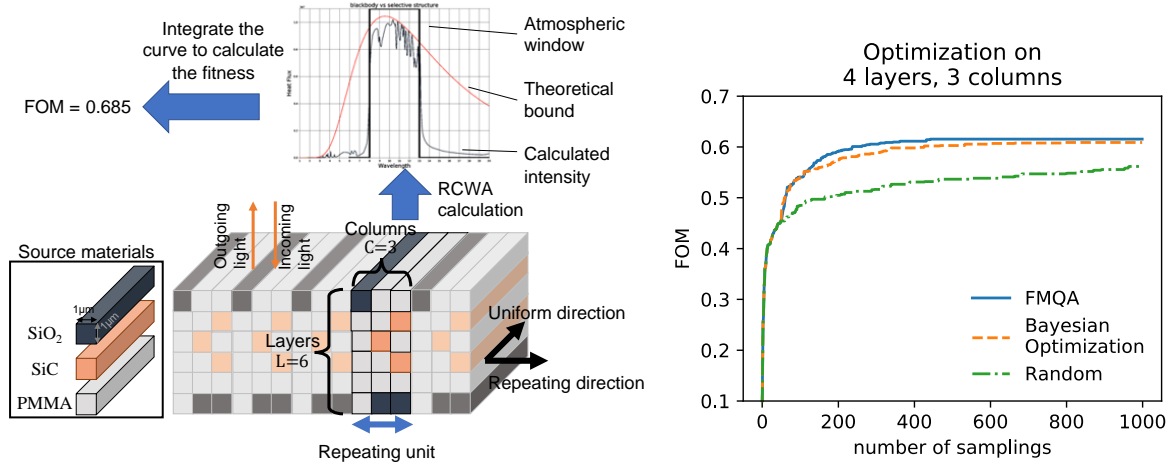 Integrate the
curve to calculate
the fitness
FOM = 0.685
blackbody vs selective structure
Heat Flux
Wavelength
Atmospheric
window
Theoretical
bound
Calculated
intensity
RCWA
calculation
Outgoing
light
Incoming
light
Columns
C=3
Source materials
1μm
1μm
SiO₂
SiC
PMMA
Layers
L=6
Uniform direction
Repeating direction
Repeating unit
Optimization on
4 layers, 3 columns
FOM
0.7
0.6
0.5
0.4
0.3
0.2
0.1
FMQA
Bayesian
Optimization
Random
0 200 400 600 800 1000
number of samplings